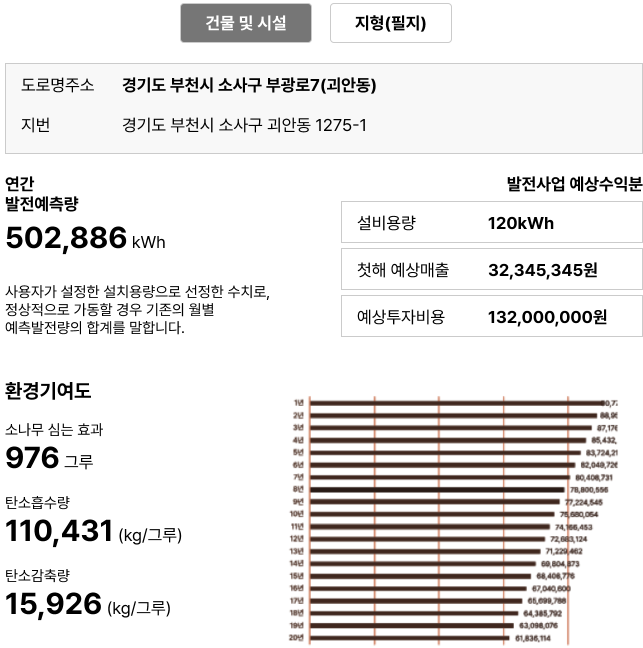 건물 및 시설
지형(필지)
도로명주소 경기도 부천시 소사구 부광로7(괴안동)
지번 경기도 부천시 소사구 괴안동 1275-1
연간
발전예측량
502,886 kWh
사용자가 설정한 설치용량으로 선정한 수치로,
정상적으로 가동할 경우 기존의 월별
예측발전량의 합계를 말합니다.
발전사업 예상수익분
설비용량 120kWh
첫해 예상매출 32,345,345원
예상투자비용 132,000,000원
환경기여도
소나무 심는 효과
976 그루
탄소흡수량
110,431 (kg/그루)
탄소감축량
15,926 (kg/그루)
1년
2년
3년
4년 85,432,
5년
6년
7년 80,408,731
8년 78,800,556
9년 77,224,545
10년 75,680,054
11년 74,166,453
12년 72,683,124
13년 71,229,462
14년 69,804,873
15년 68,408,776
16년 67,040,600
17년 65,699,788
18년 64,385,792
19년 63,098,076
20년 61,836,114